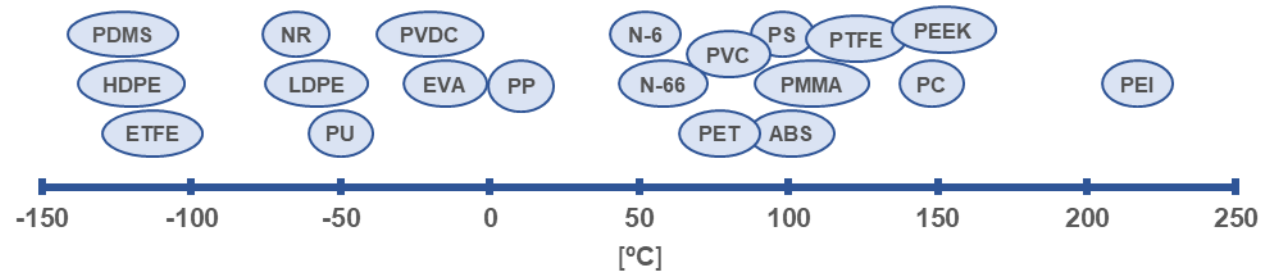 PDMS NR PVDC N-6 PS PTFE PEEK
PVC
HDPE LDPE EVA PP N-66 PMMA PC PEI
ETFE PU PET ABS
-150 -100 -50 0 50 100 150 200 250
[ºC]